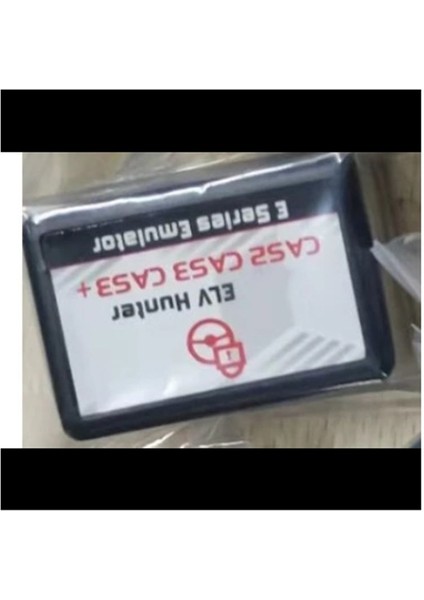 ELV Hunter
CAS2 CAS3 CAS3+
E Series Emulator